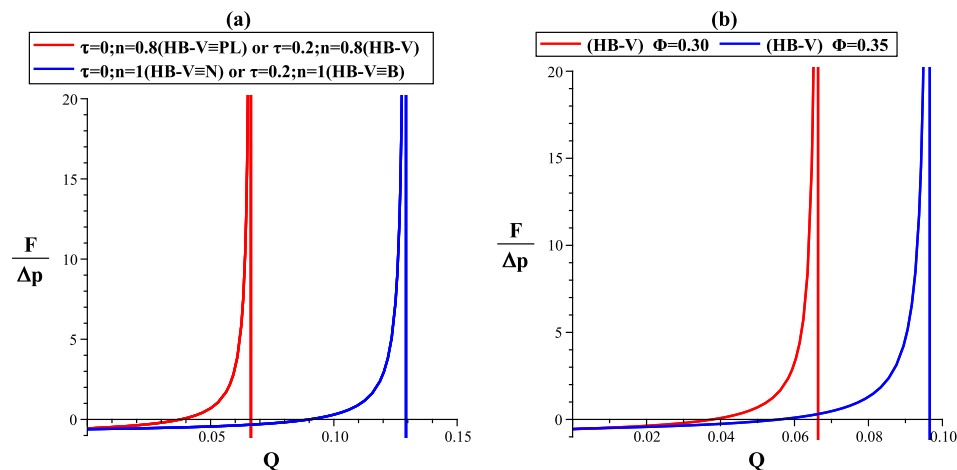 (a)
τ=0;n=0.8(HB-V≡PL) or τ=0.2;n=0.8(HB-V)
τ=0;n=1(HB-V≡N) or τ=0.2;n=1(HB-V≡B)
20
15
10
5
0
F
Δp
0.05
0.10
0.15
Q
(b)
(HB-V) Φ=0.30
(HB-V) Φ=0.35
20
15
10
5
0
F
Δp
0.02
0.04
0.06
0.08
0.10
Q